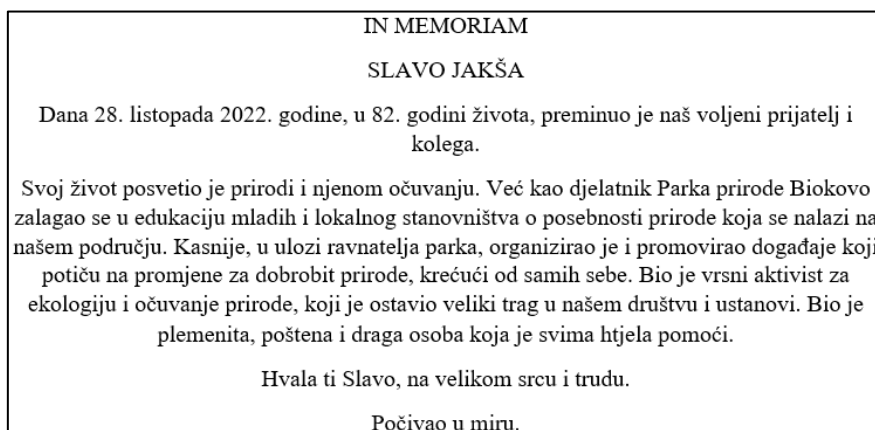 IN MEMORIAM
SLAVO JAKŠA
Dana 28. listopada 2022. godine, u 82. godini života, preminuo je naš voljeni prijatelj i
kolega.
Svoj život posvetio je prirodi i njenom očuvanju. Već kao djelatnik Parka prirode Biokovo
zalagao se u edukaciju mladih i lokalnog stanovništva o posebnosti prirode koja se nalazi na
našem području. Kasnije, u ulozi ravnatelja parka, organizirao je i promovirao događaje koji
potiču na promjene za dobrobit prirode, krećući od samih sebe. Bio je vrsni aktivist za
ekologiju i očuvanje prirode, koji je ostavio veliki trag u našem društvu i ustanovi. Bio je
plemenita, poštena i draga osoba koja je svima htjela pomoći.
Hvala ti Slavo, na velikom srcu i trudu.
Počivao u miru.